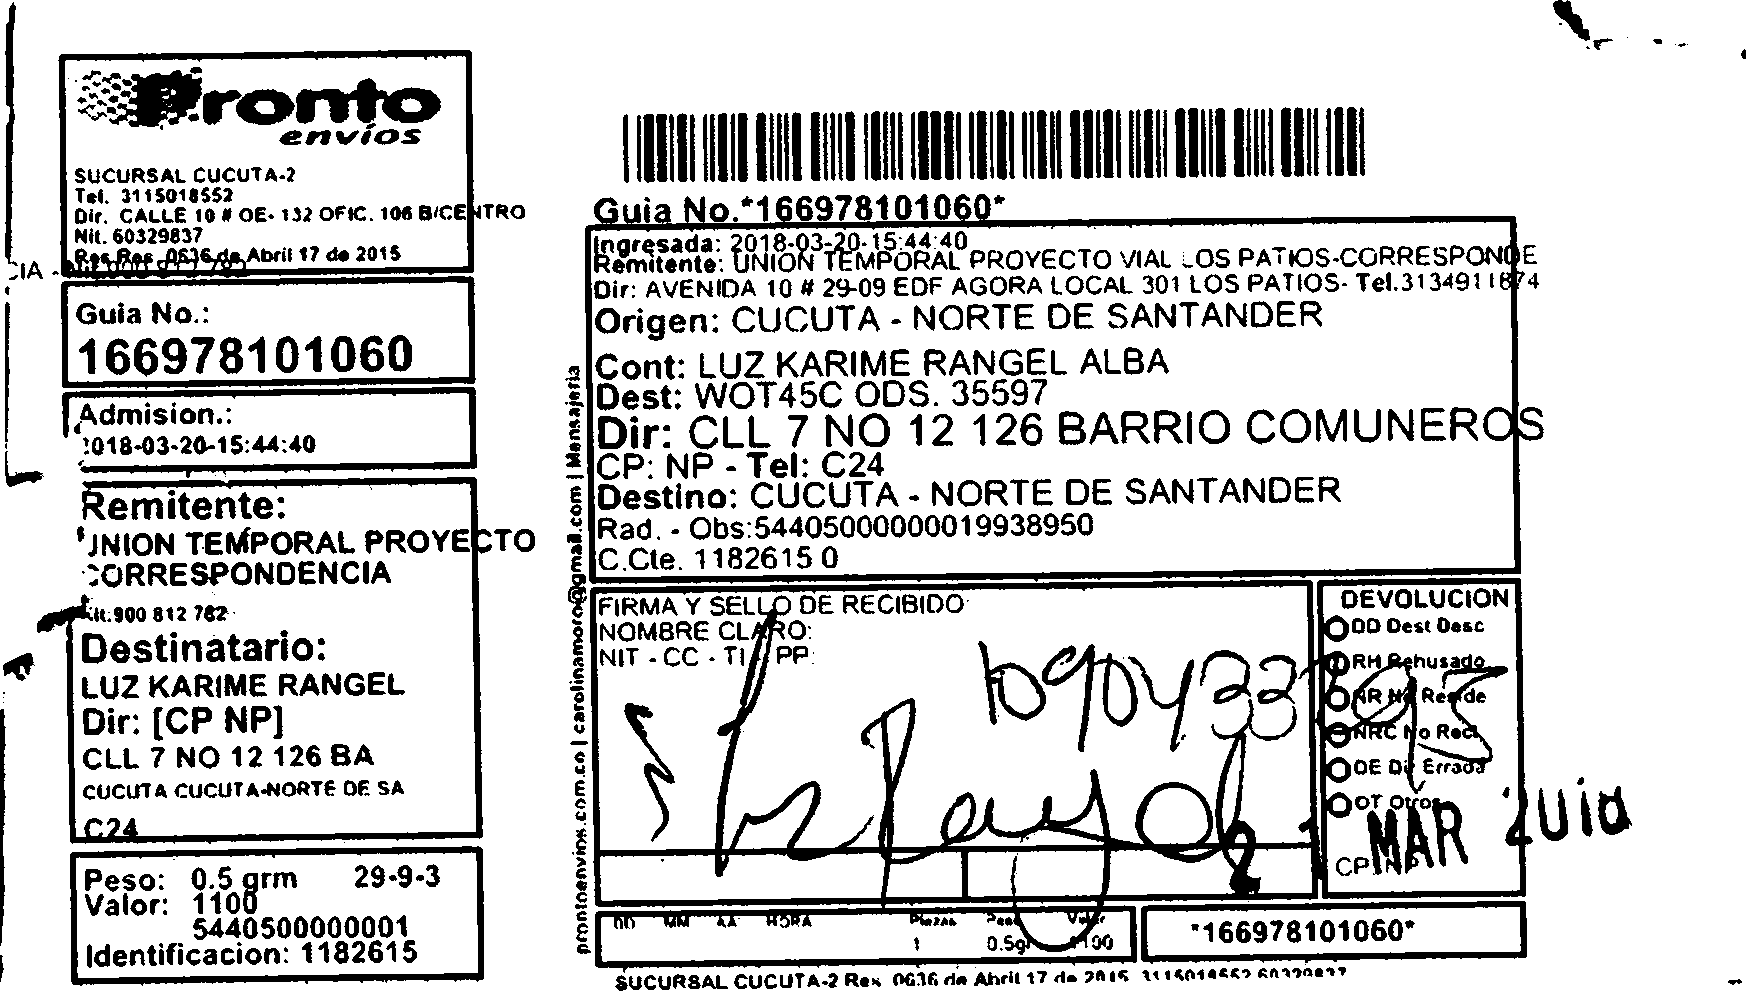 Pronto
envíos
SUCURSAL CUCUTA-2
Tel. 3115018552
Dir. CALLE 10 # OE- 132 OFIC. 106 B/CENTRO
Nit. 60329837
Res Res. 0636 de Abril 17 de 2015
CIA -
Guia No.:
166978101060
Admision.:
2018-03-20-15:44:40
Remitente:
UNION TEMPORAL PROYECTO
CORRESPONDENCIA
Nit:900 812 782
Destinatario:
LUZ KARIME RANGEL
Dir: [CP NP]
CLL 7 NO 12 126 BA
CUCUTA CUCUTA-NORTE DE SA
C24
Peso: 0.5 grm 29-9-3
Valor: 1100
5440500000001
Identificacion: 1182615
prontoenvios.com.co | carolinamoro@gmail.com | Mensajeria
Guia No.*166978101060*
Ingresada: 2018-03-20-15:44:40
Remitente: UNION TEMPORAL PROYECTO VIAL LOS PATIOS-CORRESPONDE
Dir: AVENIDA 10 # 29-09 EDF AGORA LOCAL 301 LOS PATIOS- Tel.3134911874
Origen: CUCUTA - NORTE DE SANTANDER
Cont: LUZ KARIME RANGEL ALBA
Dest: WOT45C ODS. 35597
Dir: CLL 7 NO 12 126 BARRIO COMUNEROS
CP: NP - Tel: C24
Destino: CUCUTA - NORTE DE SANTANDER
Rad. - Obs:54405000000019938950
C.Cte. 1182615 0
FIRMA Y SELLO DE RECIBIDO
NOMBRE CLARO:
NIT - CC - TI PP:
DEVOLUCION
DD Dest Desc
RH Rehusado
NR No Reside
NRC No Recl
DE Dir Errada
OT Otros
CP:NP
21 MAR 2018
DD MM AA HORA Piezas Peso Valor
1 0.5gr 1100
*166978101060*
SUCURSAL CUCUTA-2 Res 0636 de Abril 17 de 2015 3115018552 60329837